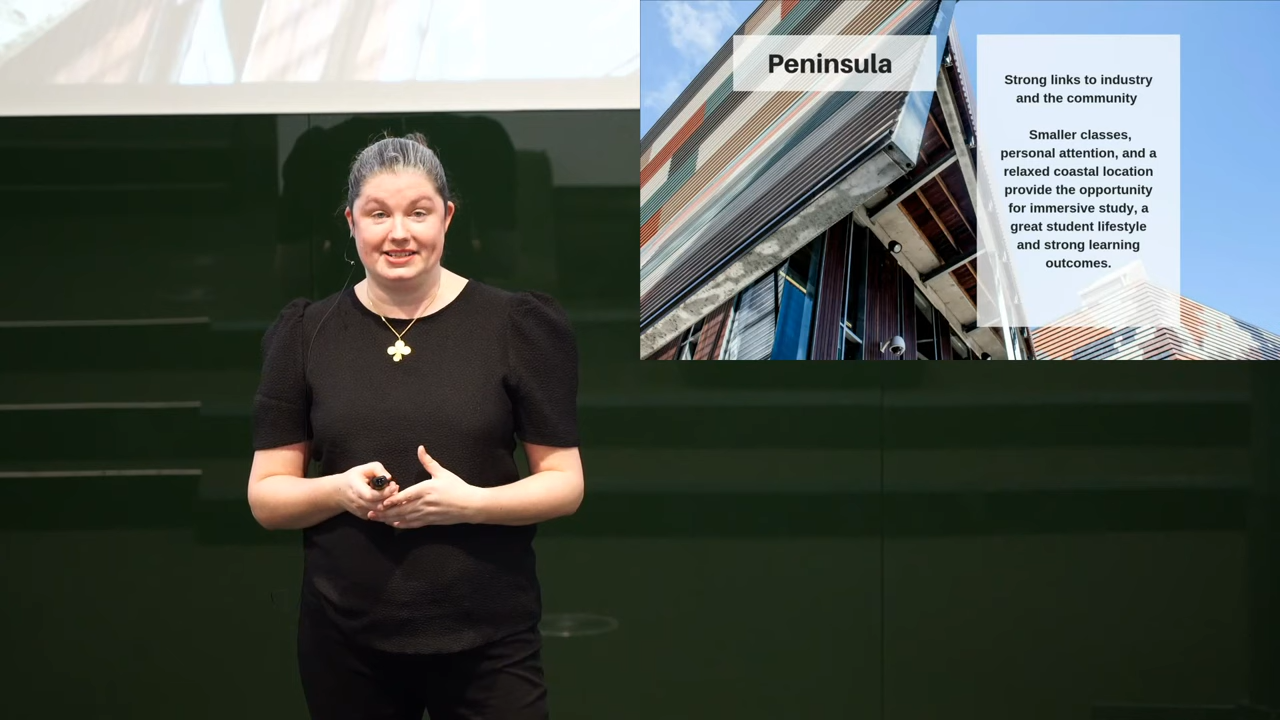 Peninsula
Strong links to industry
and the community
Smaller classes,
personal attention, and a
relaxed coastal location
provide the opportunity
for immersive study, a
great student lifestyle
and strong learning
outcomes.